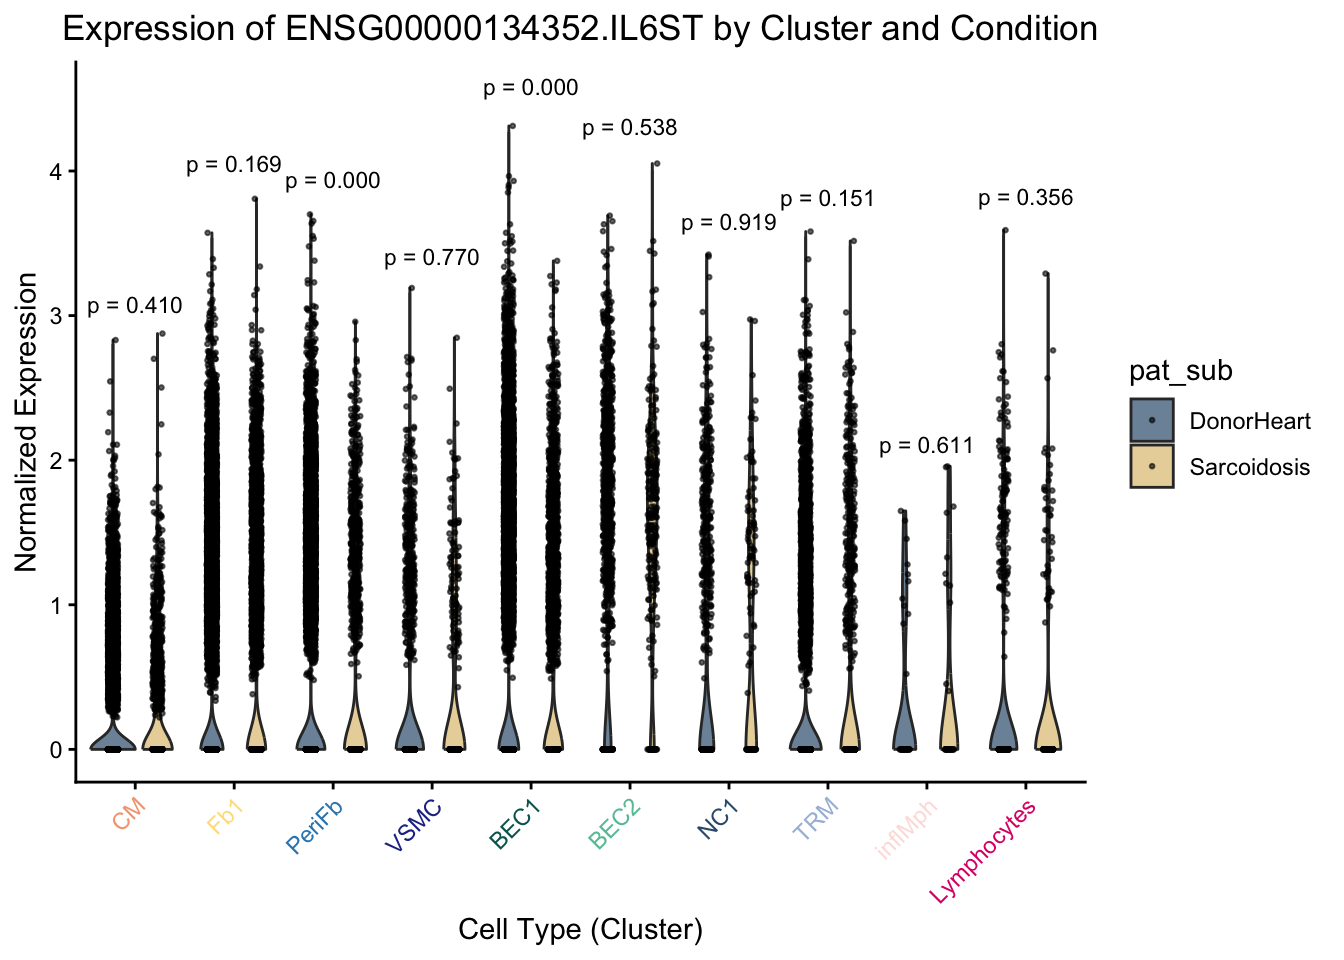 Expression of ENSG00000134352.IL6ST by Cluster and Condition
p = 0.000
p = 0.538
p = 0.169
p = 0.000
p = 0.151
p = 0.356
p = 0.919
p = 0.770
p = 0.410
p = 0.611
Normalized Expression
4
3
2
1
0
CM
Fb1
PeriFb
VSMC
BEC1
BEC2
NC1
TRM
inflMph
Lymphocytes
Cell Type (Cluster)
pat_sub
DonorHeart
Sarcoidosis